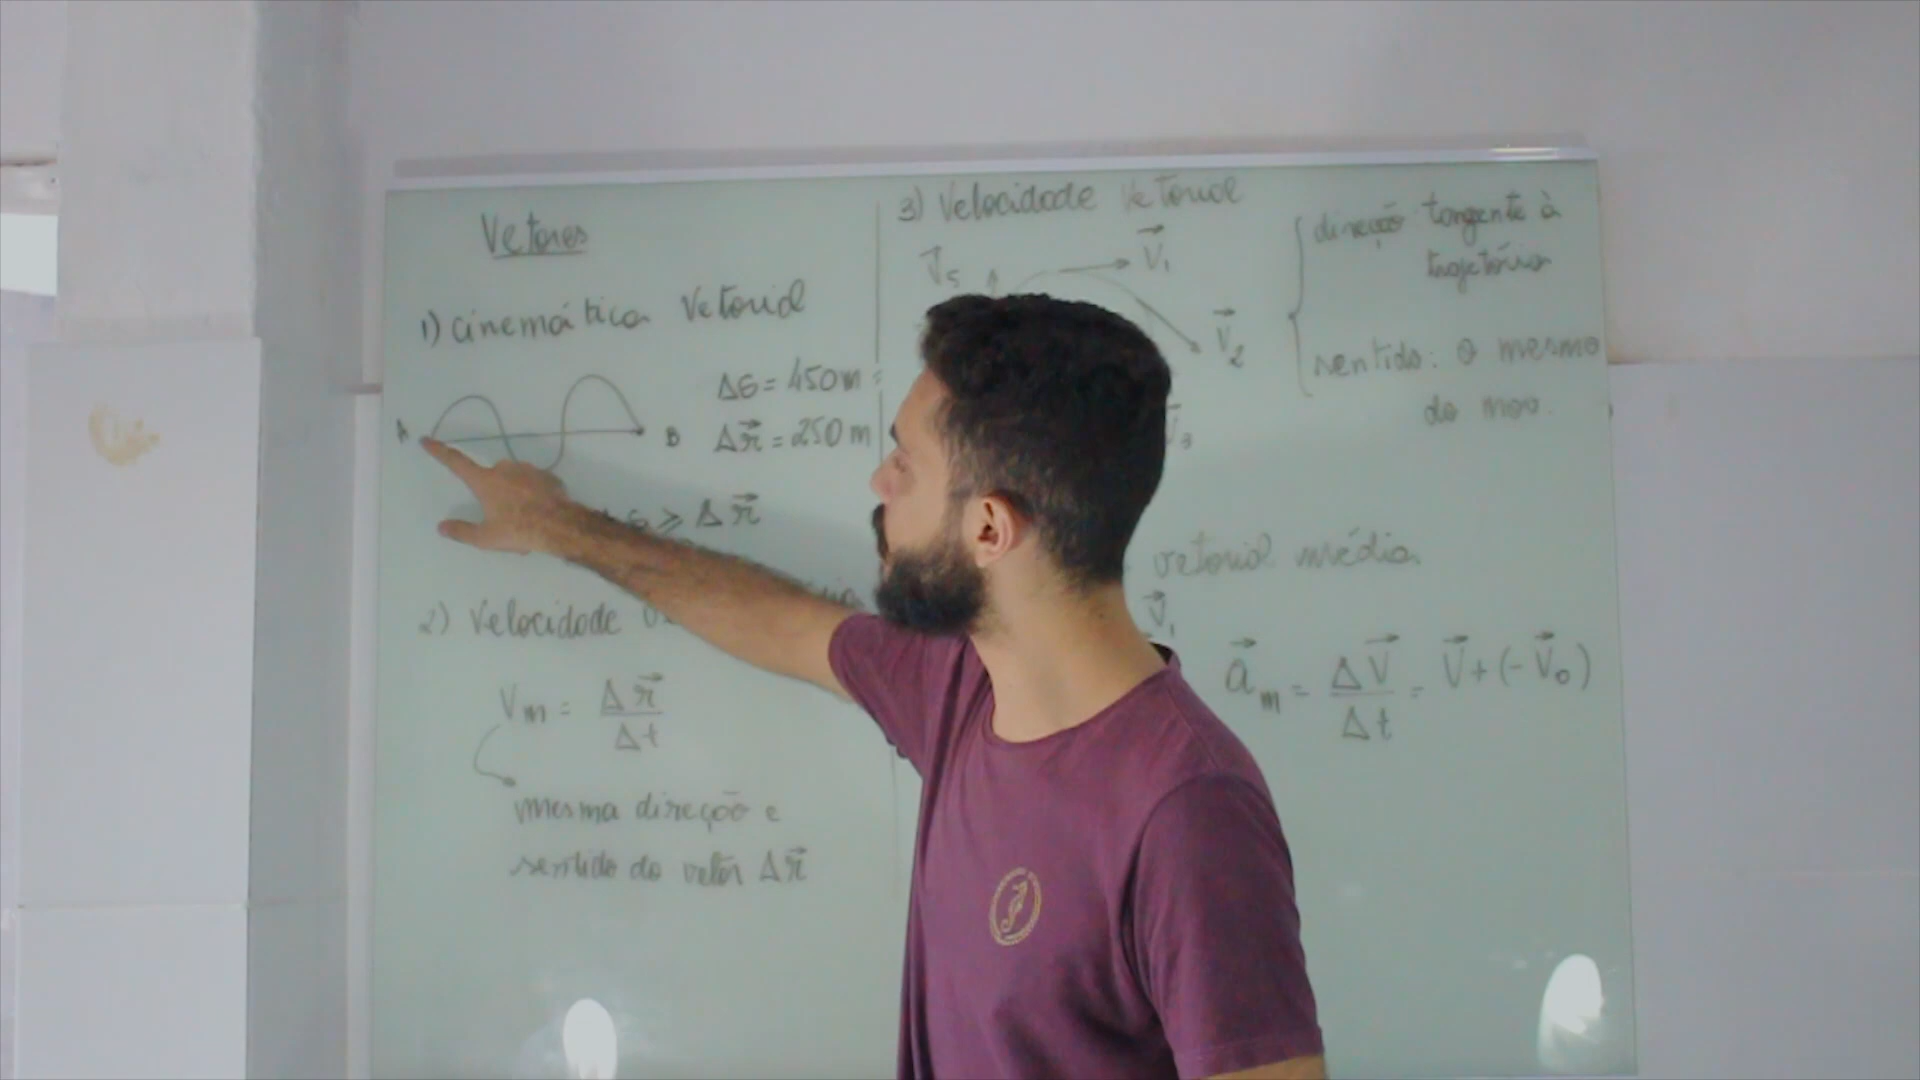 Vetores
1) Cinemática Vetorial
A
B
ΔS = 450 m
Δr⃗ = 250 m
≥ Δr⃗
2) Velocidade
Vm = Δr⃗ / Δt
mesma direção e
sentido do vetor Δr⃗
3) Velocidade Vetorial
V⃗5
V⃗1
V⃗2
3
direção tangente à
trajetória
sentido: o mesmo
do mov.
vetorial média
V⃗1
a⃗m = ΔV⃗ / Δt = V⃗ + (-V⃗0)